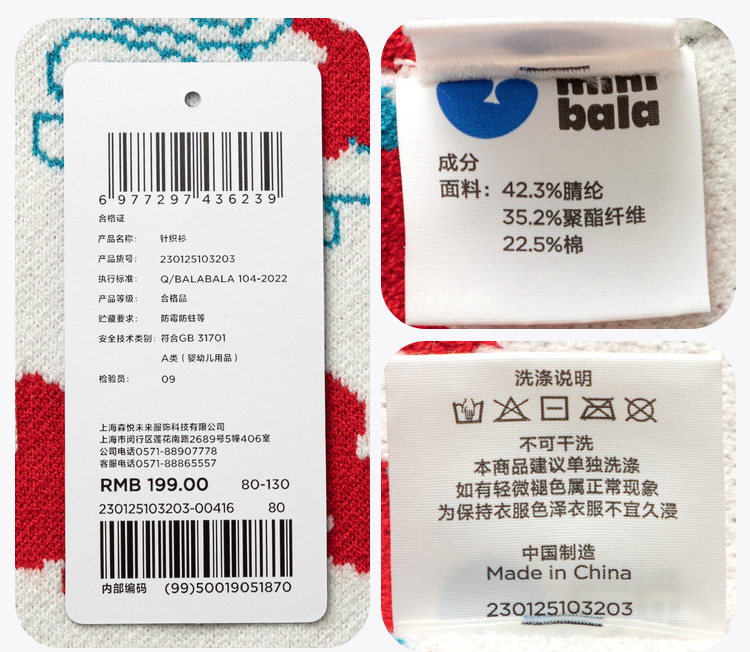 6 977297 436239
合格证
产品名称: 针织衫
产品货号: 230125103203
执行标准: Q/BALABALA 104-2022
产品等级: 合格品
贮藏要求: 防霉防蛀等
安全技术类别: 符合GB 31701
A类（婴幼儿用品）
检验员: 09
上海森悦未来服饰科技有限公司
上海市闵行区莲花南路2689号5幢406室
公司电话0571-88907778
客服电话0571-88865557
RMB 199.00 80-130
230125103203-00416 80
内部编码 (99)50019051870
mini
bala
成分
面料: 42.3%腈纶
35.2%聚酯纤维
22.5%棉
洗涤说明
不可干洗
本商品建议单独洗涤
如有轻微褪色属正常现象
为保持衣服色泽衣服不宜久浸
中国制造
Made in China
230125103203